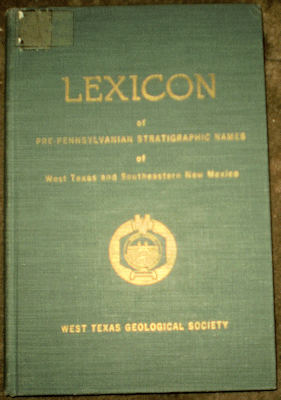 LEXICON
of
PRE-PENNSYLVANIAN STRATIGRAPHIC NAMES
of
West Texas and Southeastern New Mexico
WEST TEXAS GEOLOGICAL SOCIETY